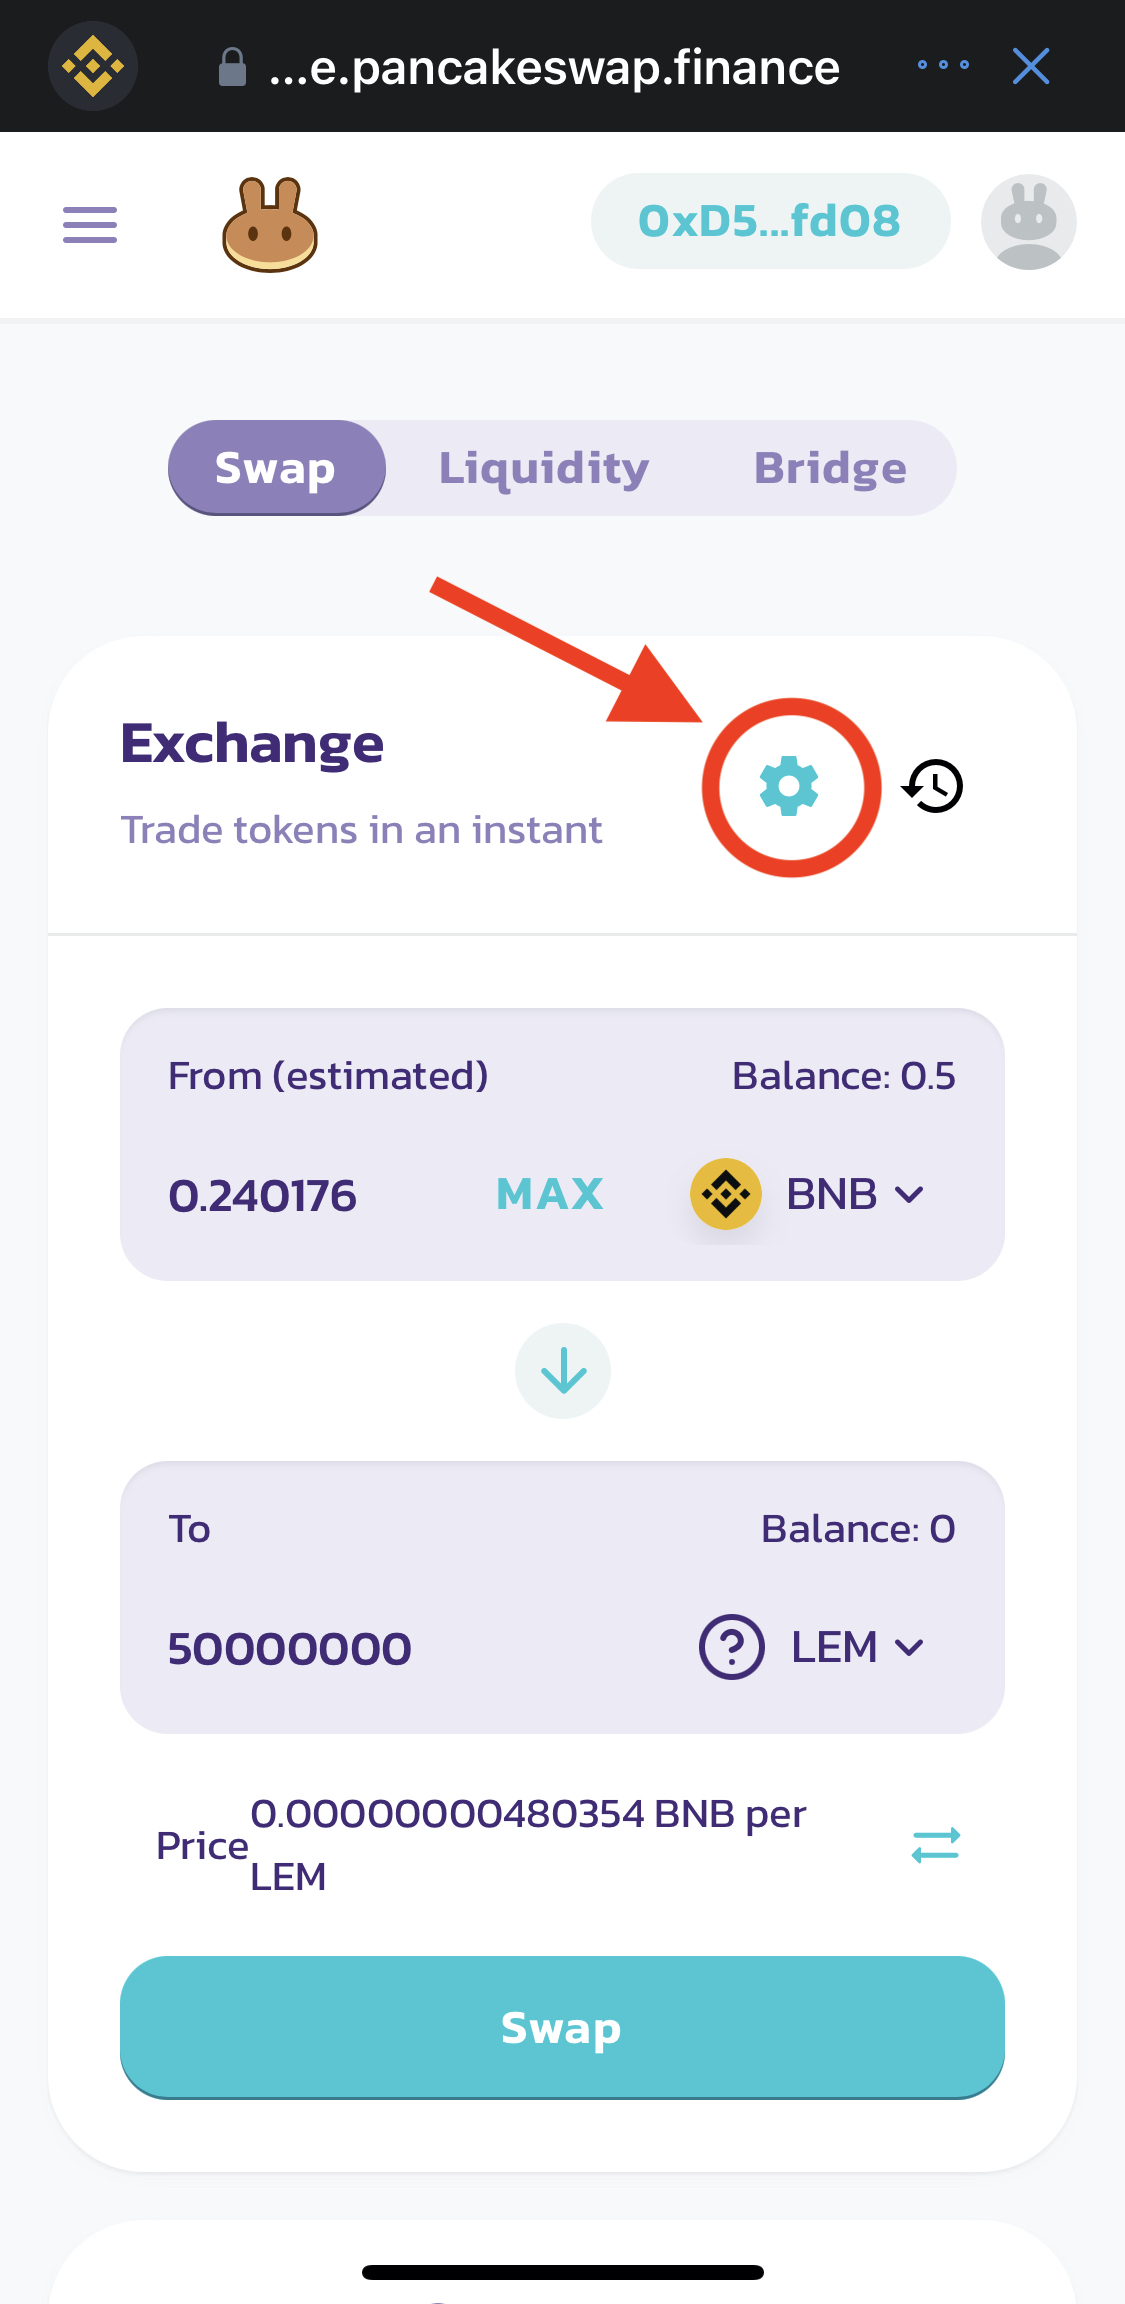 ...e.pancakeswap.finance
0xD5...fd08
Swap Liquidity Bridge
Exchange
Trade tokens in an instant
From (estimated) Balance: 0.5
0.240176 MAX BNB
To Balance: 0
50000000 LEM
Price 0.00000000480354 BNB per
LEM
Swap